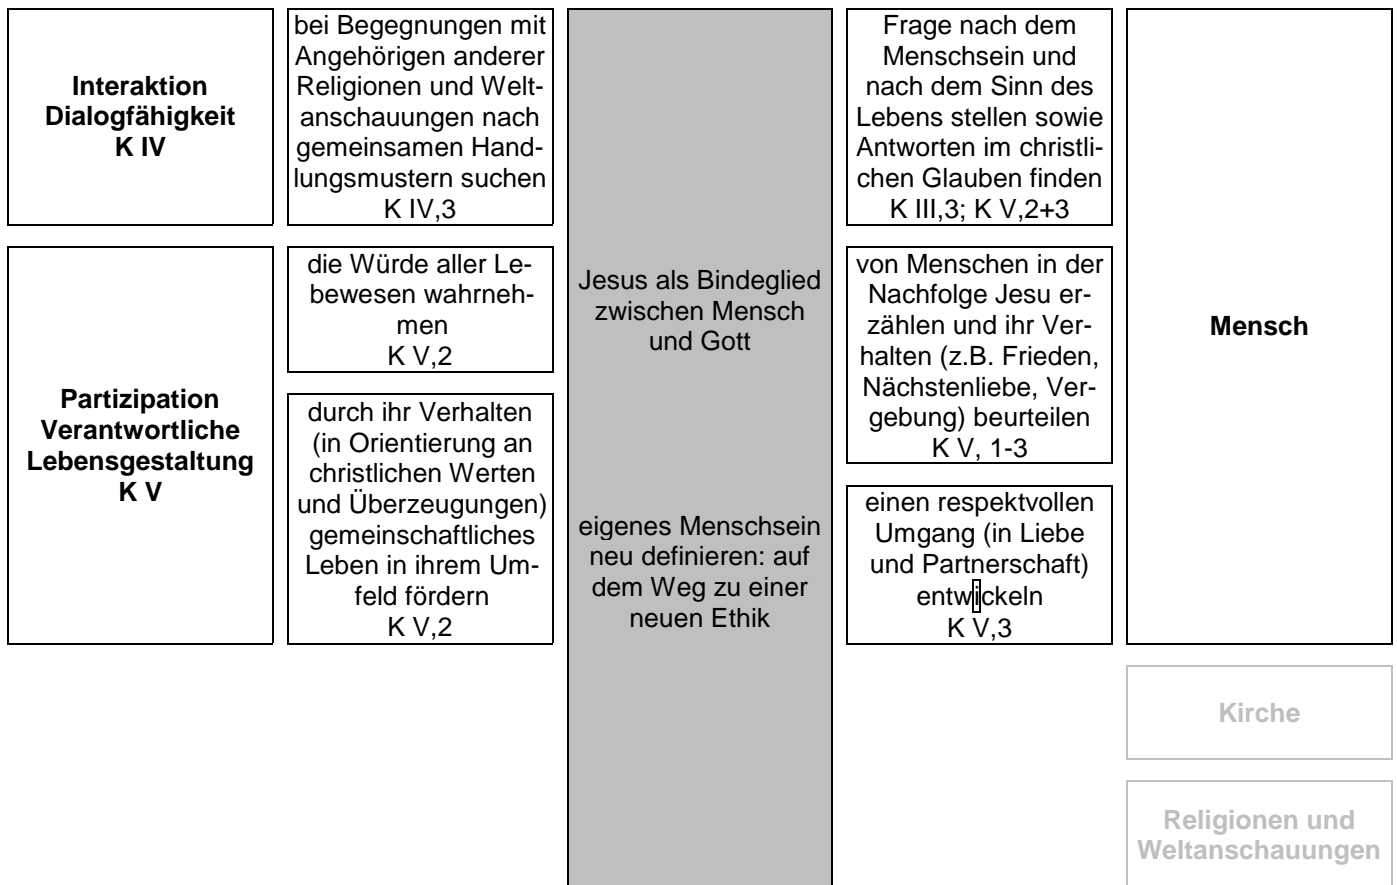 Interaktion
Dialogfähigkeit
K IV
bei Begegnungen mit
Angehörigen anderer
Religionen und Welt-
anschauungen nach
gemeinsamen Hand-
lungsmustern suchen
K IV,3
Frage nach dem
Menschsein und
nach dem Sinn des
Lebens stellen sowie
Antworten im christli-
chen Glauben finden
K III,3; K V,2+3
Partizipation
Verantwortliche
Lebensgestaltung
K V
die Würde aller Le-
bewesen wahrneh-
men
K V,2
durch ihr Verhalten
(in Orientierung an
christlichen Werten
und Überzeugungen)
gemeinschaftliches
Leben in ihrem Um-
feld fördern
K V,2
Jesus als Bindeglied
zwischen Mensch
und Gott
eigenes Menschsein
neu definieren: auf
dem Weg zu einer
neuen Ethik
von Menschen in der
Nachfolge Jesu er-
zählen und ihr Ver-
halten (z.B. Frieden,
Nächstenliebe, Ver-
gebung) beurteilen
K V, 1-3
einen respektvollen
Umgang (in Liebe
und Partnerschaft)
entwickeln
K V,3
Mensch
Kirche
Religionen und
Weltanschauungen